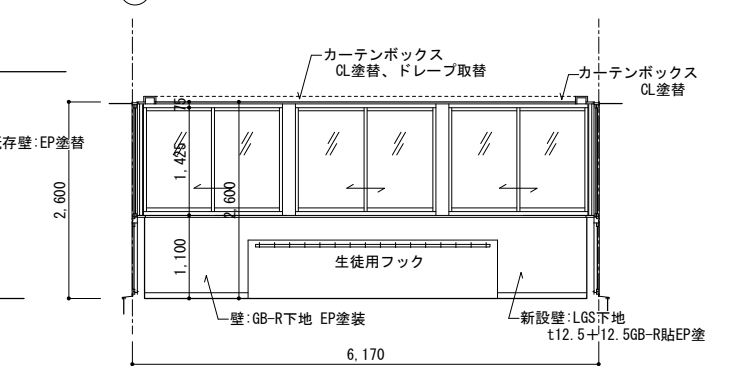 カーテンボックス
CL塗替、ドレープ取替
カーテンボックス
CL塗替
存壁:EP塗替
75
1,425
2,600
2,600
1,100
生徒用フック
壁:GB-R下地 EP塗装
新設壁:LGS下地
t12.5+12.5GB-R貼EP塗
6,170